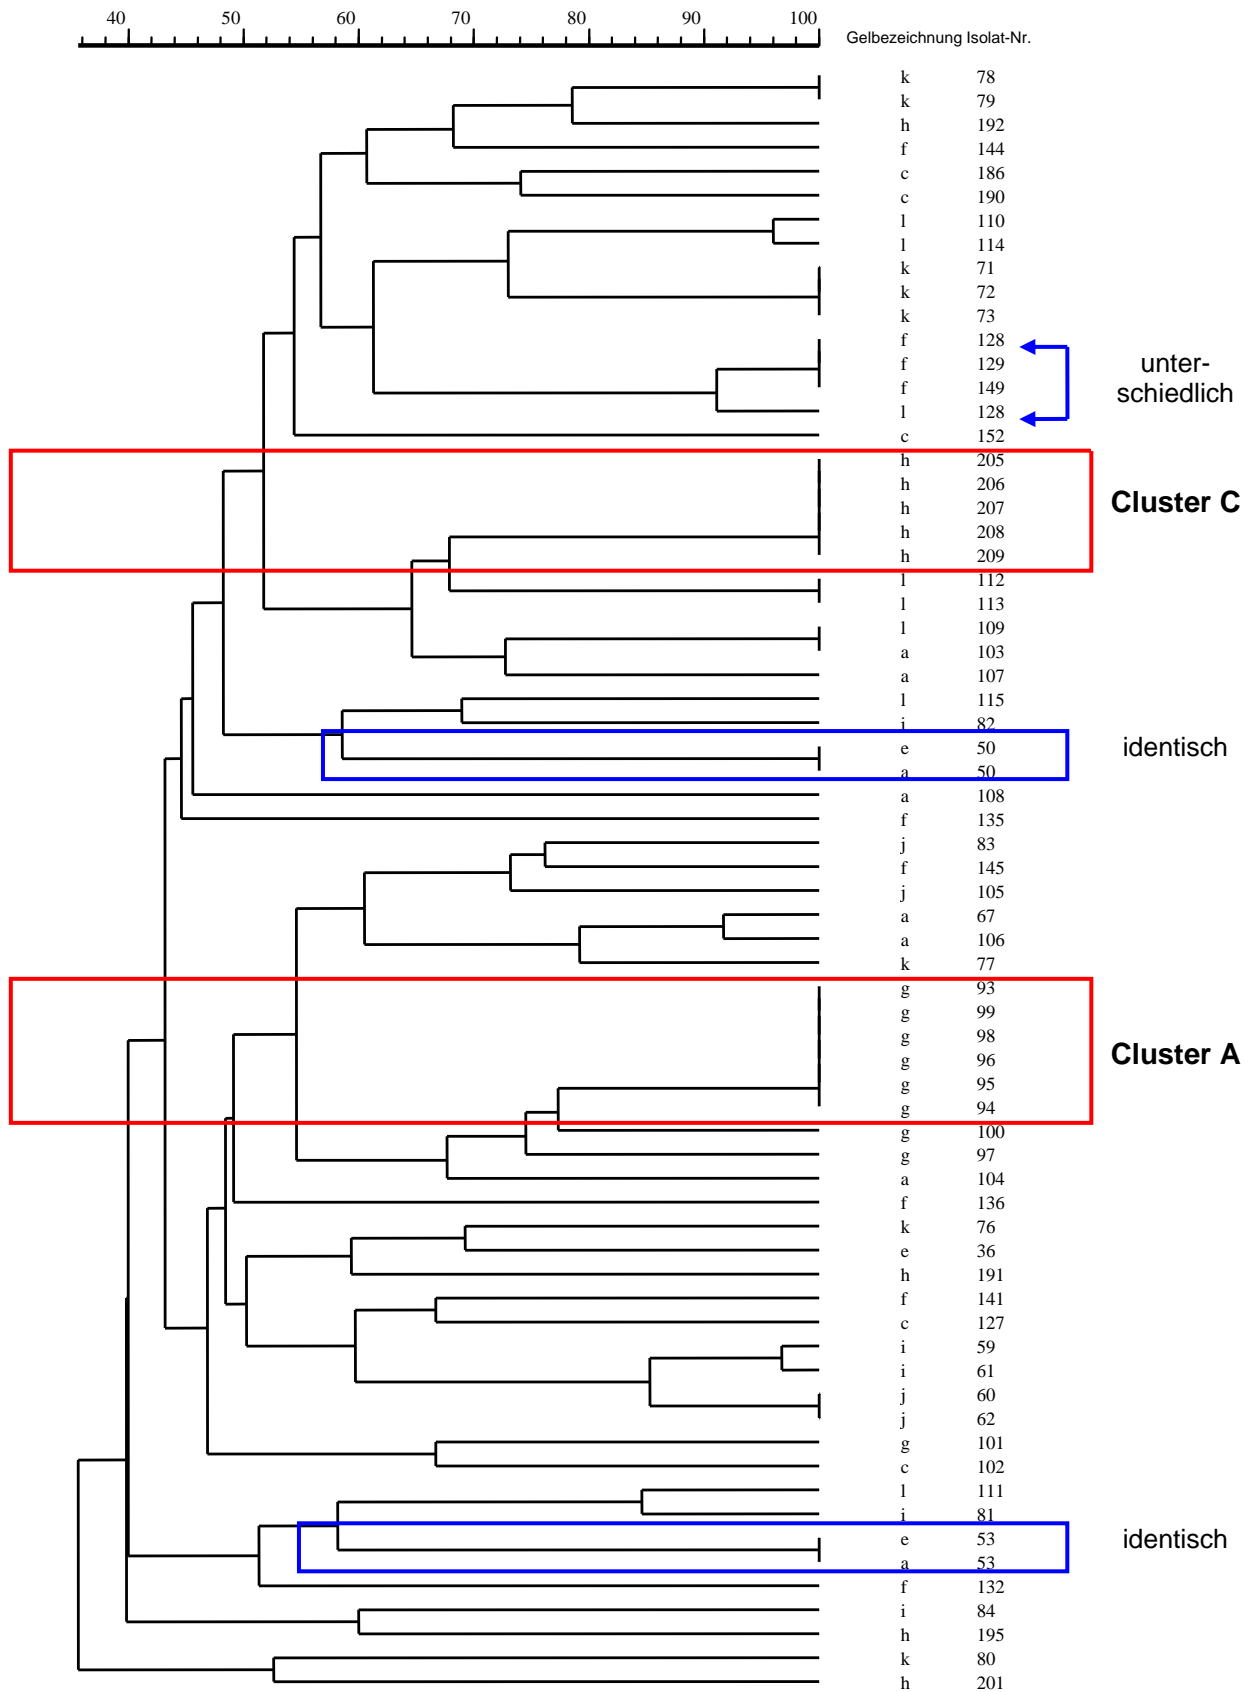 40 50 60 70 80 90 100
Gelbezeichnung Isolat-Nr.
k 78
k 79
h 192
f 144
c 186
c 190
l 110
l 114
k 71
k 72
k 73
f 128
f 129
unter-
f 149
schiedlich
l 128
c 152
h 205
h 206
Cluster C
h 207
h 208
h 209
l 112
l 113
l 109
a 103
a 107
l 115
i 82
e 50
identisch
a 50
a 108
f 135
j 83
f 145
j 105
a 67
a 106
k 77
g 93
g 99
g 98
Cluster A
g 96
g 95
g 94
g 100
g 97
a 104
f 136
k 76
e 36
h 191
f 141
c 127
i 59
i 61
j 60
j 62
g 101
c 102
l 111
i 81
e 53
identisch
a 53
f 132
i 84
h 195
k 80
h 201